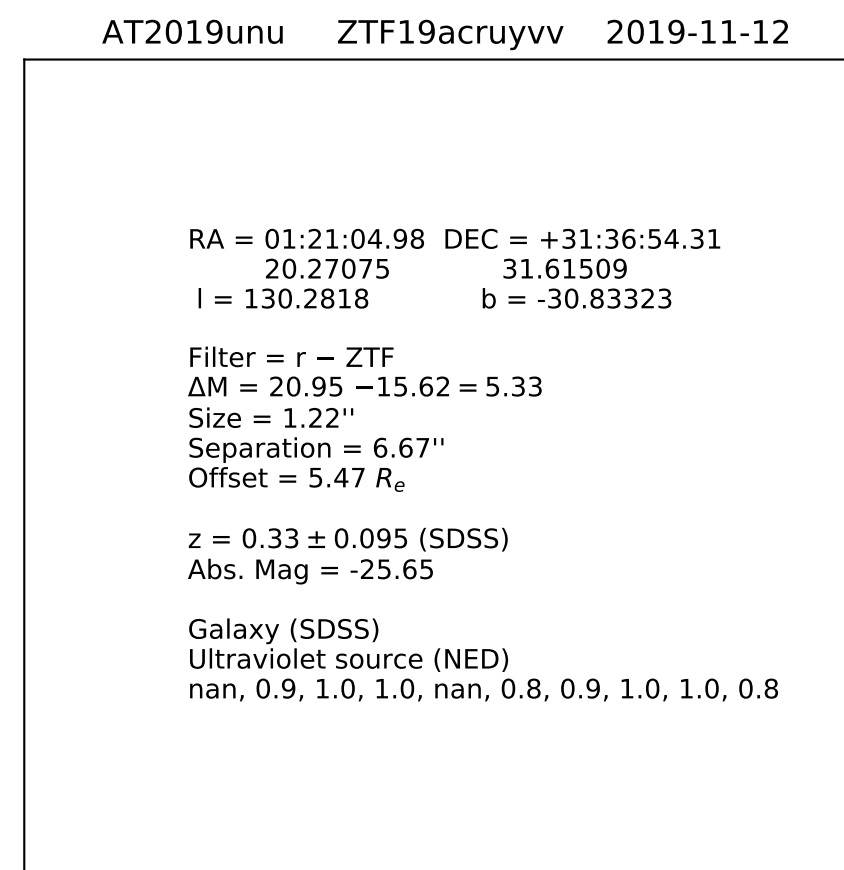 AT2019unu ZTF19acruyvv 2019-11-12
RA = 01:21:04.98 DEC = +31:36:54.31
20.27075 31.61509
l = 130.2818 b = -30.83323
Filter = r − ZTF
ΔM = 20.95 −15.62 = 5.33
Size = 1.22''
Separation = 6.67''
Offset = 5.47 Re
z = 0.33 ± 0.095 (SDSS)
Abs. Mag = -25.65
Galaxy (SDSS)
Ultraviolet source (NED)
nan, 0.9, 1.0, 1.0, nan, 0.8, 0.9, 1.0, 1.0, 0.8